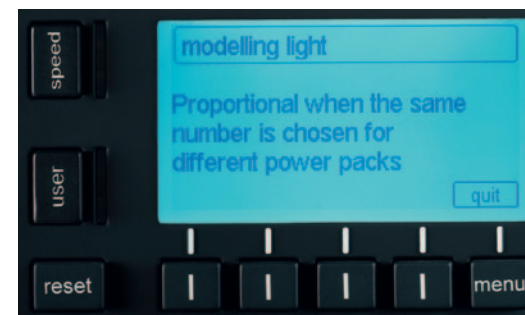 speed
user
reset
modelling light
Proportional when the same
number is chosen for
different power packs
quit
menu